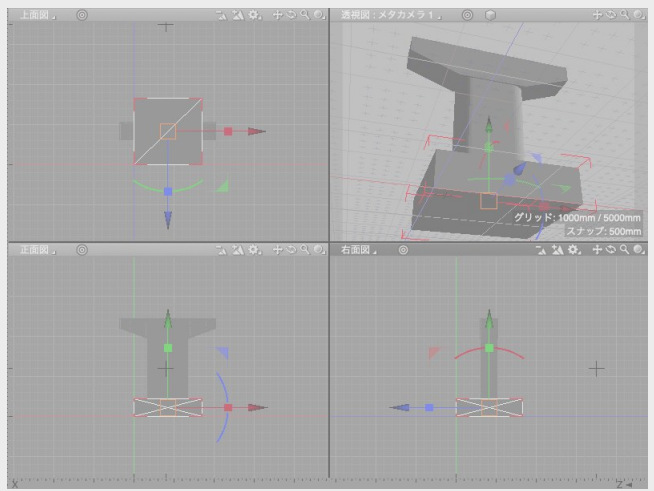 上面図
透視図 : メタカメラ 1
グリッド: 1000mm / 5000mm
スナップ: 500mm
正面図
右面図
X
Z